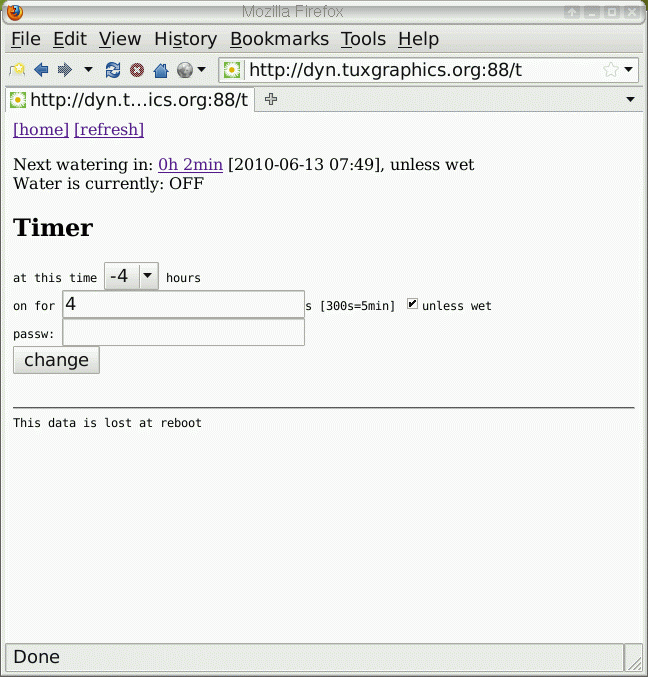 Mozilla Firefox
File Edit View History Bookmarks Tools Help
http://dyn.tuxgraphics.org:88/t
http://dyn.t...ics.org:88/t
[home] [refresh]
Next watering in: 0h 2min [2010-06-13 07:49], unless wet
Water is currently: OFF
Timer
at this time -4 hours
on for 4 s [300s=5min] unless wet
passw:
change
This data is lost at reboot
Done